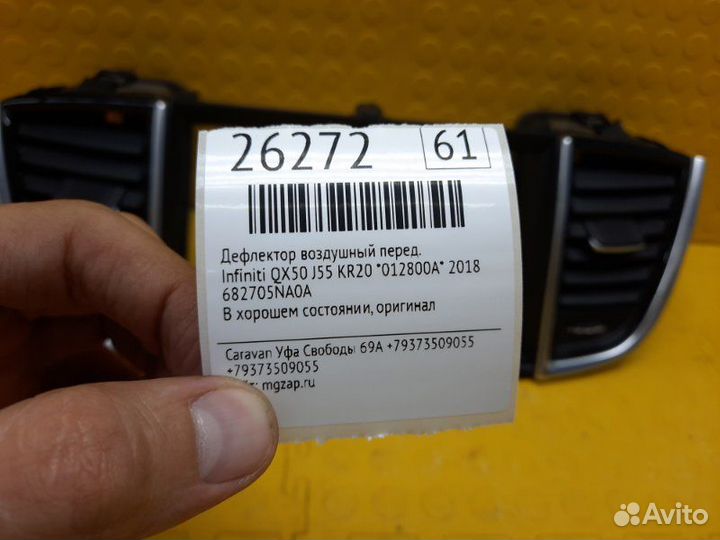 26272 61
Дефлектор воздушный перед.
Infiniti QX50 J55 KR20 *012800A* 2018
682705NA0A
В хорошем состоянии, оригинал
Caravan Уфа Свободы 69А +79373509055
+79373509055
mgzap.ru
Avito